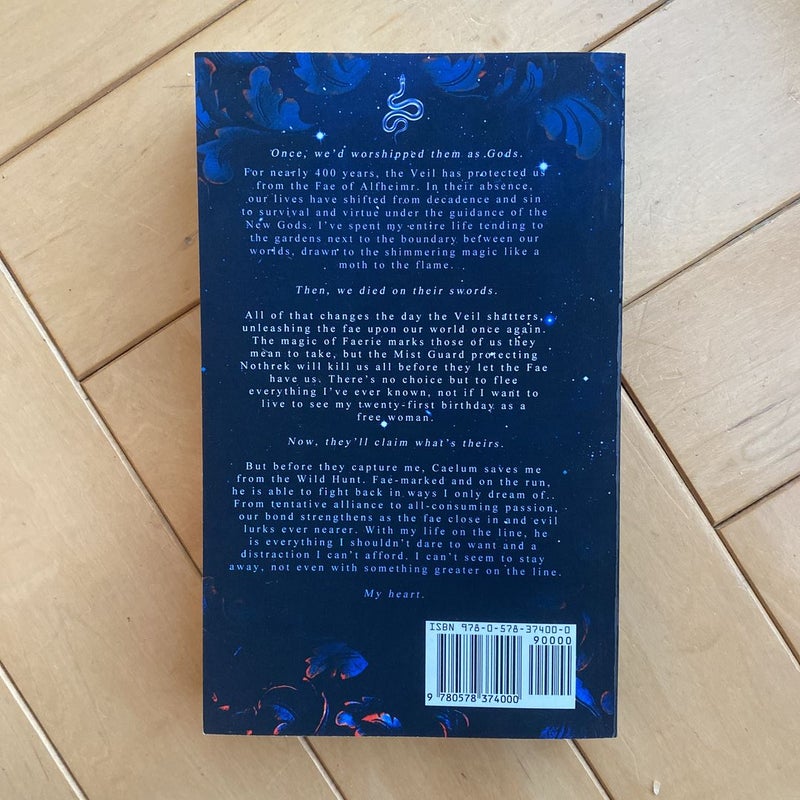 Once, we'd worshipped them as Gods.
For nearly 400 years, the Veil has protected us
from the Fae of Alfheimr. In their absence,
our lives have shifted from decadence and sin
to survival and virtue under the guidance of the
New Gods. I've spent my entire life tending to
the gardens next to the boundary between our
worlds, drawn to the shimmering magic like a
moth to the flame.
Then, we died on their swords.
All of that changes the day the Veil shatters,
unleashing the fae upon our world once again.
The magic of Faerie marks those of us they
mean to take, but the Mist Guard protecting
Nothrek will kill us all before they let the Fae
have us. There's no choice but to flee
everything I've ever known, not if I want to
live to see my twenty-first birthday as a
free woman.
Now, they'll claim what's theirs.
But before they capture me, Caelum saves me
from the Wild Hunt. Fae-marked and on the run,
he is able to fight back in ways I only dream of..
From tentative alliance to all-consuming passion,
our bond strengthens as the fae close in and evil
lurks ever nearer. With my life on the line, he
is everything I shouldn't dare to want and a
distraction I can't afford. I can't seem to stay
away, not even with something greater on the line.
My heart.
ISBN 978-0-578-37400-0
90000
9 780578 374000